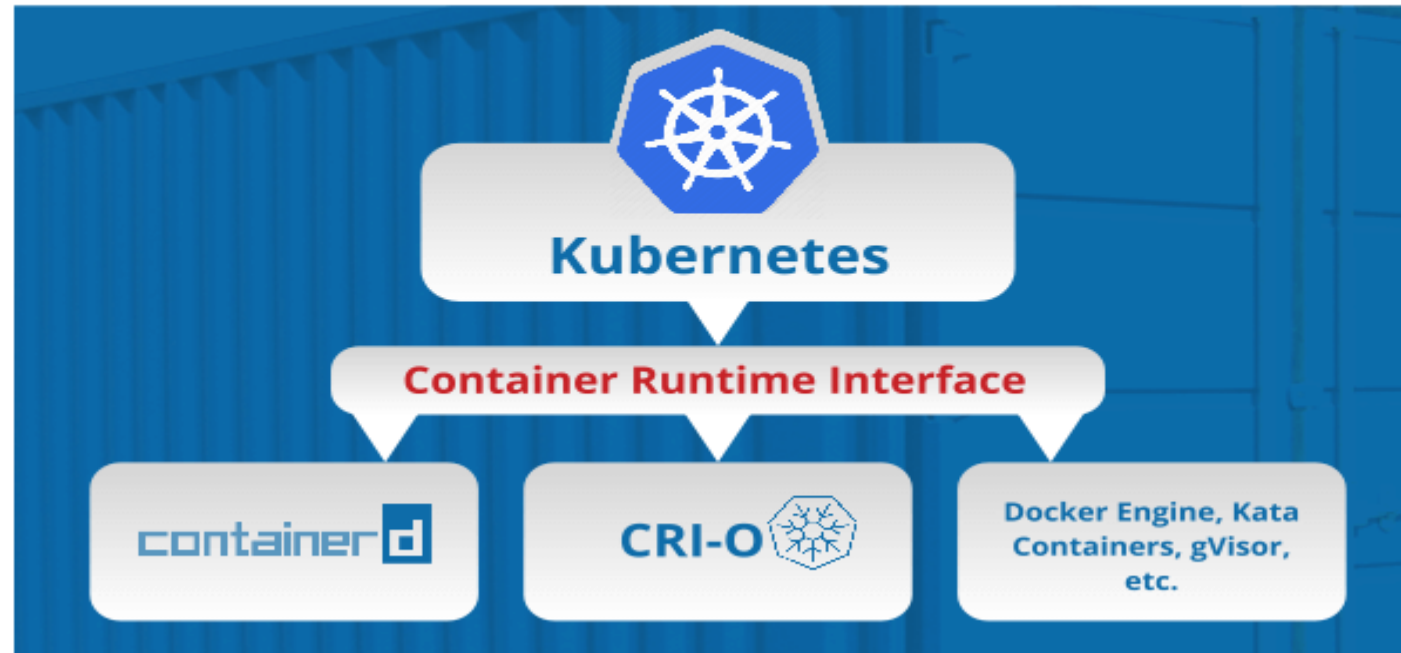 Kubernetes
Container Runtime Interface
containerd
CRI-O
Docker Engine, Kata
Containers, gVisor,
etc.